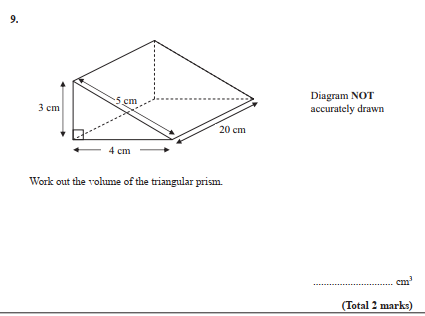 9.
5 cm
Diagram NOT
accurately drawn
3 cm
20 cm
4 cm
Work out the volume of the triangular prism.
.............................. cm³
(Total 2 marks)